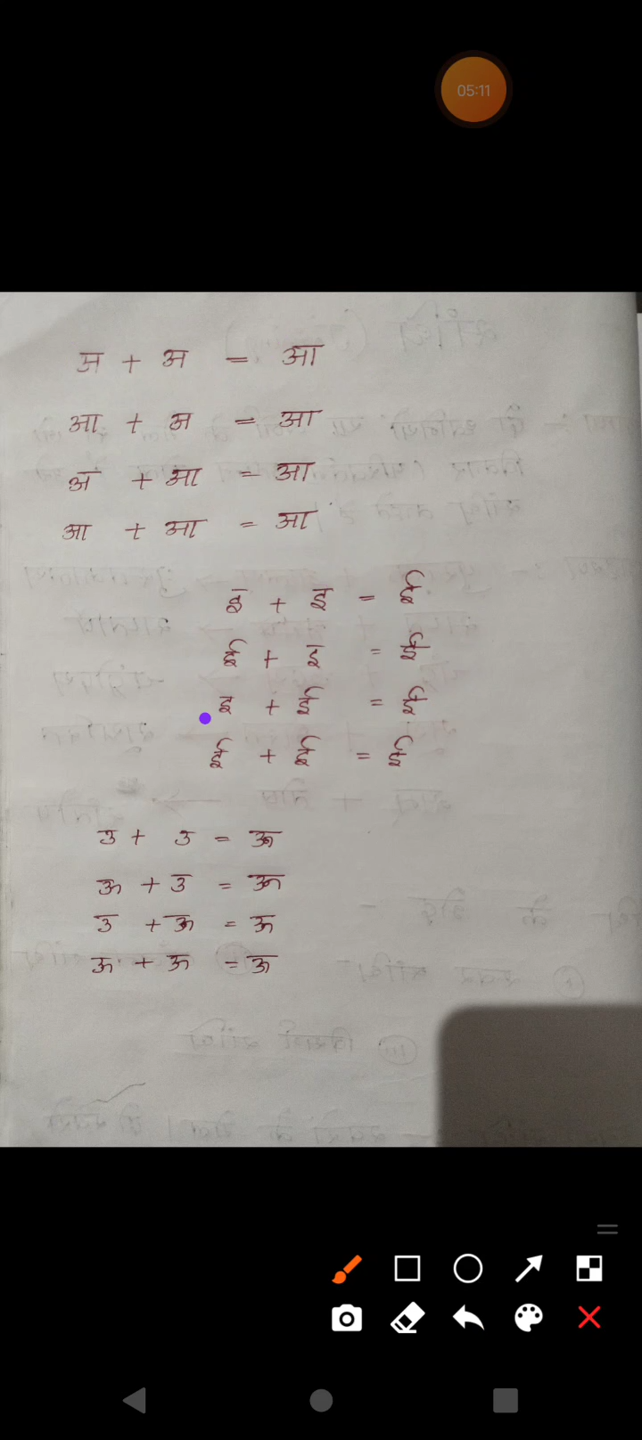 05:11
अ + अ = आ
आ + अ = आ
अ + आ = आ
आ + आ = आ
इ + इ = ई
ई + इ = ई
इ + ई = ई
ई + ई = ई
उ + उ = ऊ
ऊ + उ = ऊ
उ + ऊ = ऊ
ऊ + ऊ = ऊ